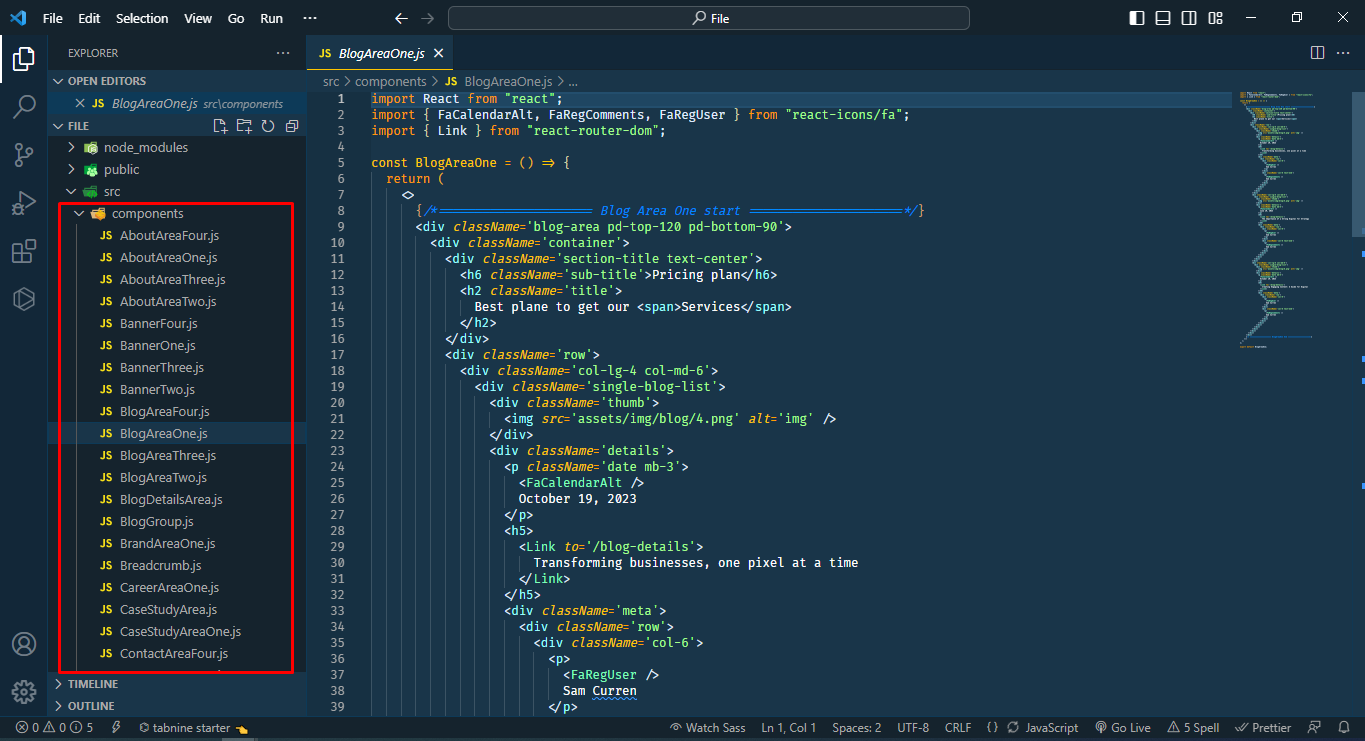 File Edit Selection View Go Run ··· File
EXPLORER ···
OPEN EDITORS
JS BlogAreaOne.js src\components
FILE
node_modules
public
src
components
JS AboutAreaFour.js
JS AboutAreaOne.js
JS AboutAreaThree.js
JS AboutAreaTwo.js
JS BannerFour.js
JS BannerOne.js
JS BannerThree.js
JS BannerTwo.js
JS BlogAreaFour.js
JS BlogAreaOne.js
JS BlogAreaThree.js
JS BlogAreaTwo.js
JS BlogDetailsArea.js
JS BlogGroup.js
JS BrandAreaOne.js
JS Breadcrumb.js
JS CareerAreaOne.js
JS CaseStudyArea.js
JS CaseStudyAreaOne.js
JS ContactAreaFour.js
TIMELINE
OUTLINE
JS BlogAreaOne.js
src > components > JS BlogAreaOne.js > ...
1 import React from "react";
2 import { FaCalendarAlt, FaRegComments, FaRegUser } from "react-icons/fa";
3 import { Link } from "react-router-dom";
4
5 const BlogAreaOne = () => {
6 return (
7 <>
8 {/*===================== Blog Area One start =====================*/}
9 <div className='blog-area pd-top-120 pd-bottom-90'>
10 <div className='container'>
11 <div className='section-title text-center'>
12 <h6 className='sub-title'>Pricing plan</h6>
13 <h2 className='title'>
14 Best plane to get our <span>Services</span>
15 </h2>
16 </div>
17 <div className='row'>
18 <div className='col-lg-4 col-md-6'>
19 <div className='single-blog-list'>
20 <div className='thumb'>
21 <img src='assets/img/blog/4.png' alt='img' />
22 </div>
23 <div className='details'>
24 <p className='date mb-3'>
25 <FaCalendarAlt />
26 October 19, 2023
27 </p>
28 <h5>
29 <Link to='/blog-details'>
30 Transforming businesses, one pixel at a time
31 </Link>
32 </h5>
33 <div className='meta'>
34 <div className='row'>
35 <div className='col-6'>
36 <p>
37 <FaRegUser />
38 Sam Curren
39 </p>
0 0 5 tabnine starter Watch Sass Ln 1, Col 1 Spaces: 2 UTF-8 CRLF {} JavaScript Go Live 5 Spell Prettier